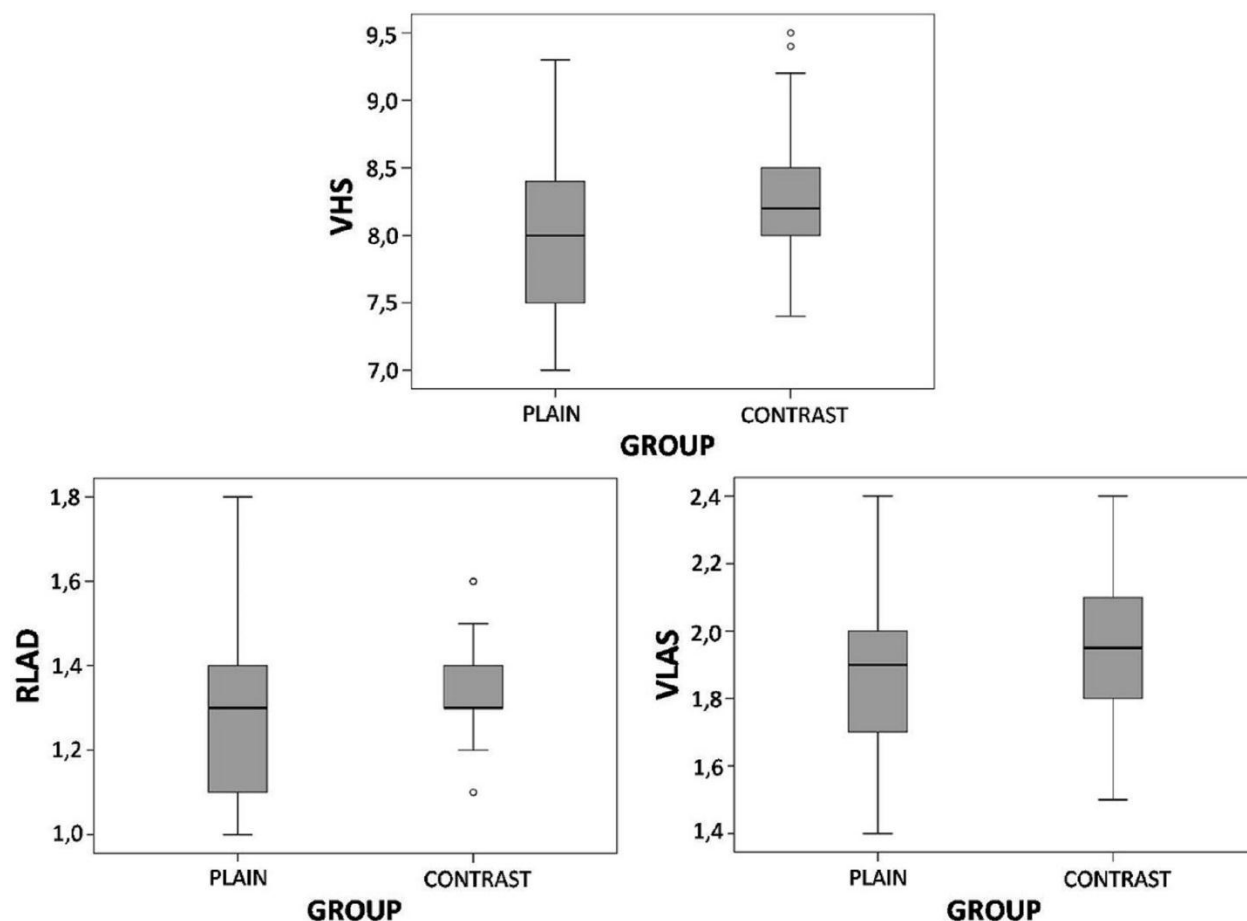 VHS
9,5
9,0
8,5
8,0
7,5
7,0
PLAIN CONTRAST
GROUP
RLAD
1,8
1,6
1,4
1,2
1,0
PLAIN CONTRAST
GROUP
VLAS
2,4
2,2
2,0
1,8
1,6
1,4
PLAIN CONTRAST
GROUP